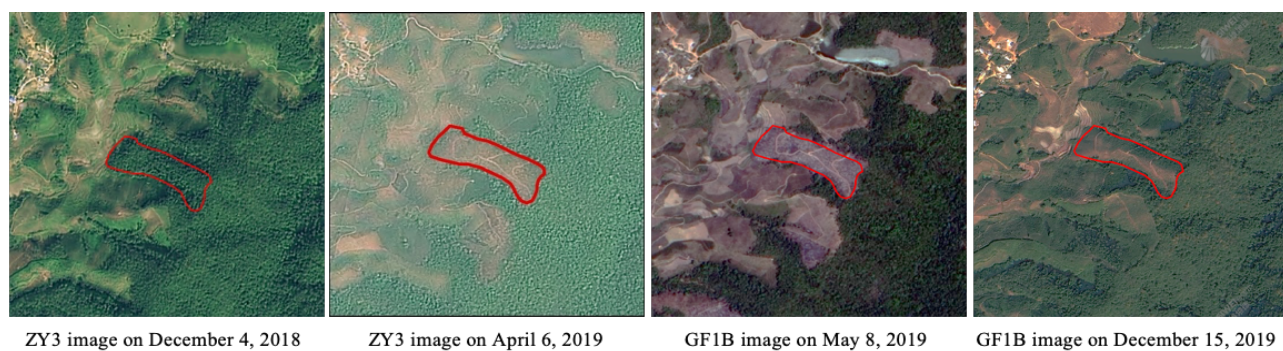 ZY3 image on December 4, 2018
ZY3 image on April 6, 2019
GF1B image on May 8, 2019
GF1B image on December 15, 2019